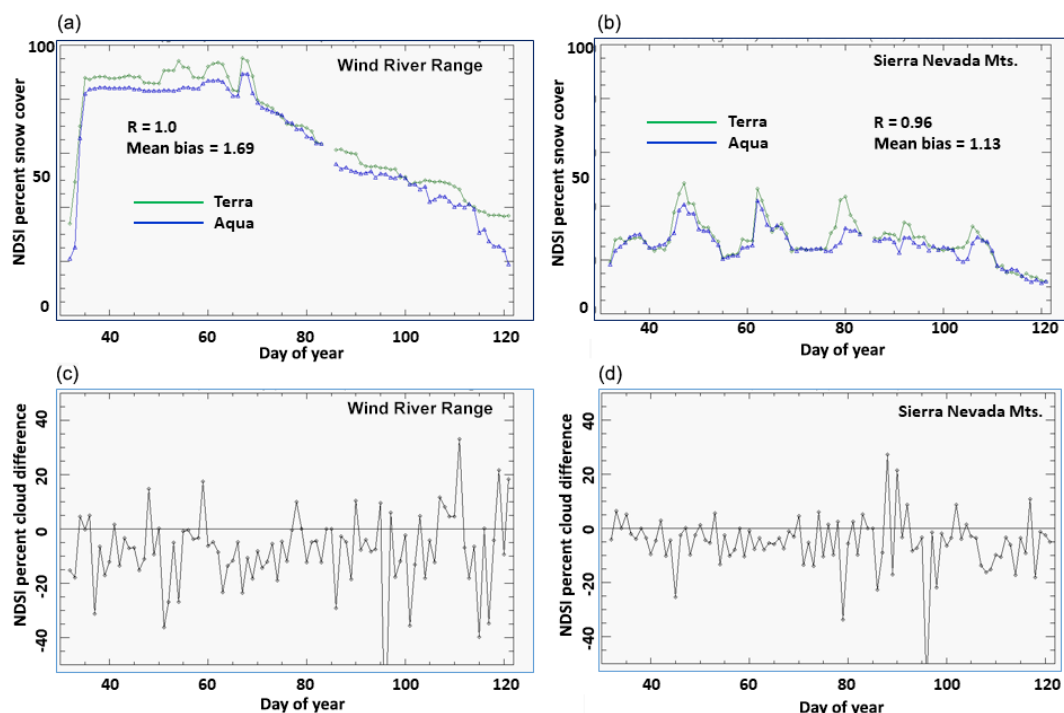 (a)
Wind River Range
NDSI percent snow cover
100
50
0
R = 1.0
Mean bias = 1.69
Terra
Aqua
40 60 80 100 120
Day of year
(b)
Sierra Nevada Mts.
NDSI percent snow cover
100
50
0
Terra
Aqua
R = 0.96
Mean bias = 1.13
40 60 80 100 120
Day of year
(c)
Wind River Range
NDSI percent cloud difference
40
20
0
-20
-40
40 60 80 100 120
Day of year
(d)
Sierra Nevada Mts.
NDSI percent cloud difference
40
20
0
-20
-40
40 60 80 100 120
Day of year